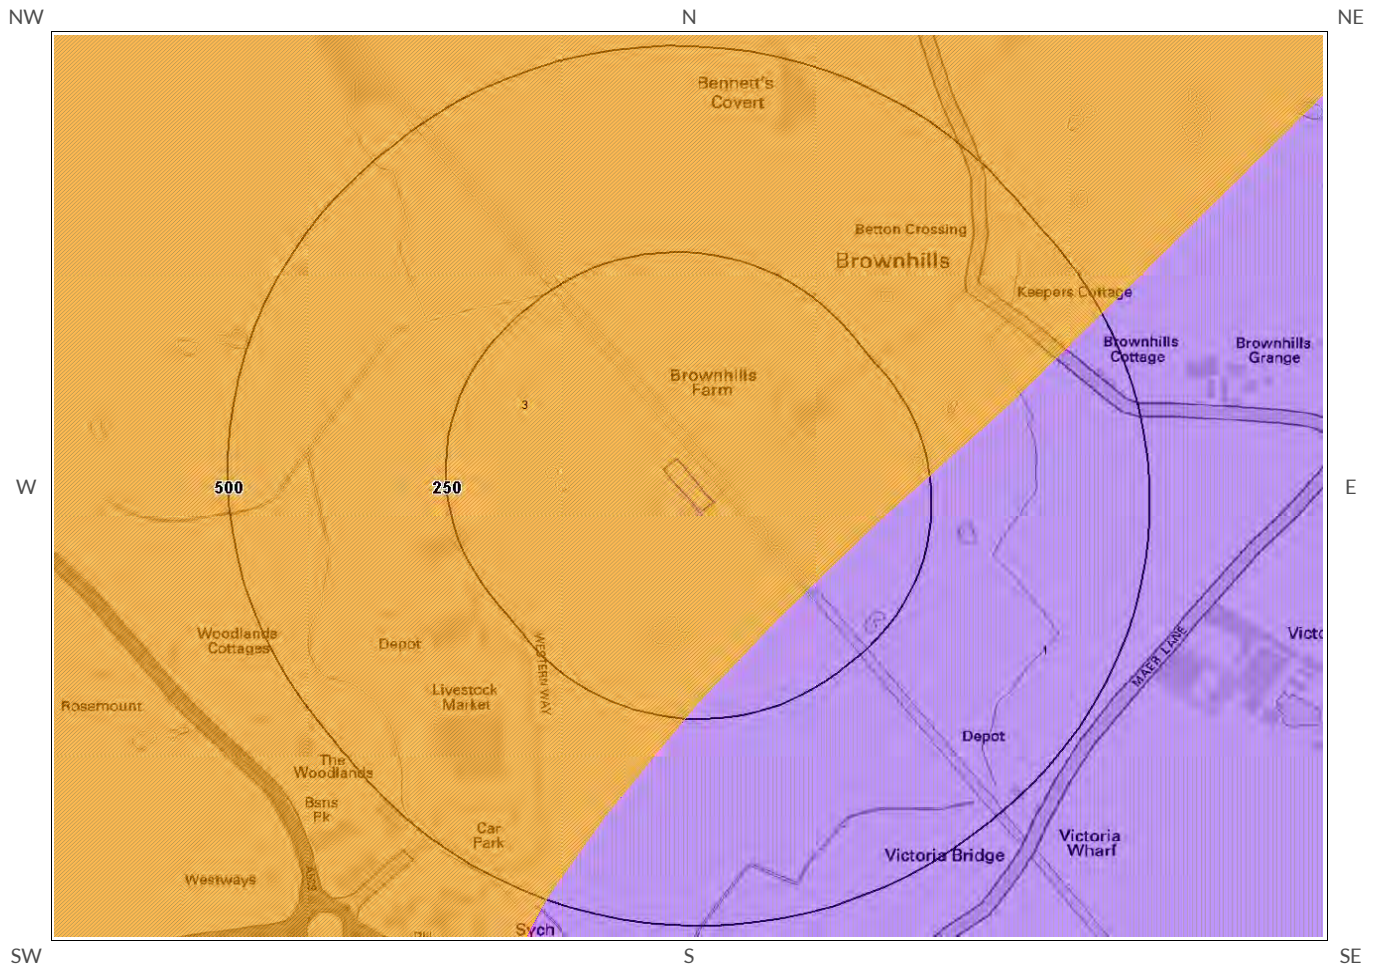 NW
N
NE
Bennett's
Covert
Betton Crossing
Brownhills
Keepers Cottage
Brownhills
Cottage
Brownhills
Grange
Brownhills
Farm
3
W
500
250
E
Woodlands
Cottages
Depot
WESTERN WAY
Livestock
Market
Rosemount
1
MAER LANE
Depot
The
Woodlands
Bsns
Pk
Car
Park
Victoria Bridge
Victoria
Wharf
Westways
Sych
SW
S
SE